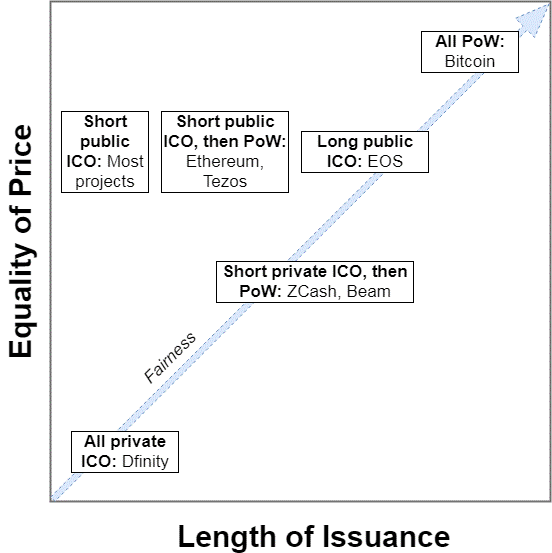 All PoW:
Bitcoin
Short
public
ICO: Most
projects
Short public
ICO, then PoW:
Ethereum,
Tezos
Long public
ICO: EOS
Short private ICO, then
PoW: ZCash, Beam
Fairness
All private
ICO: Dfinity
Equality of Price
Length of Issuance